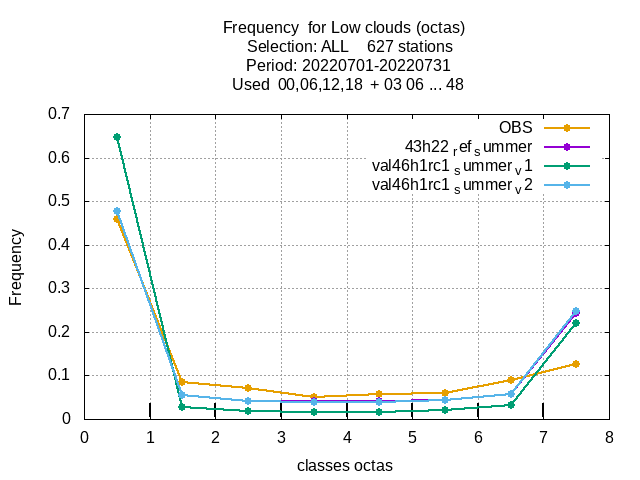 Frequency for Low clouds (octas)
Selection: ALL 627 stations
Period: 20220701-20220731
Used 00,06,12,18 + 03 06 ... 48
0.7
0.6
0.5
0.4
0.3
0.2
0.1
0
Frequency
OBS
43h22 ref summer
val46h1rc1 summer v1
val46h1rc1 summer v2
0 1 2 3 4 5 6 7 8
classes octas